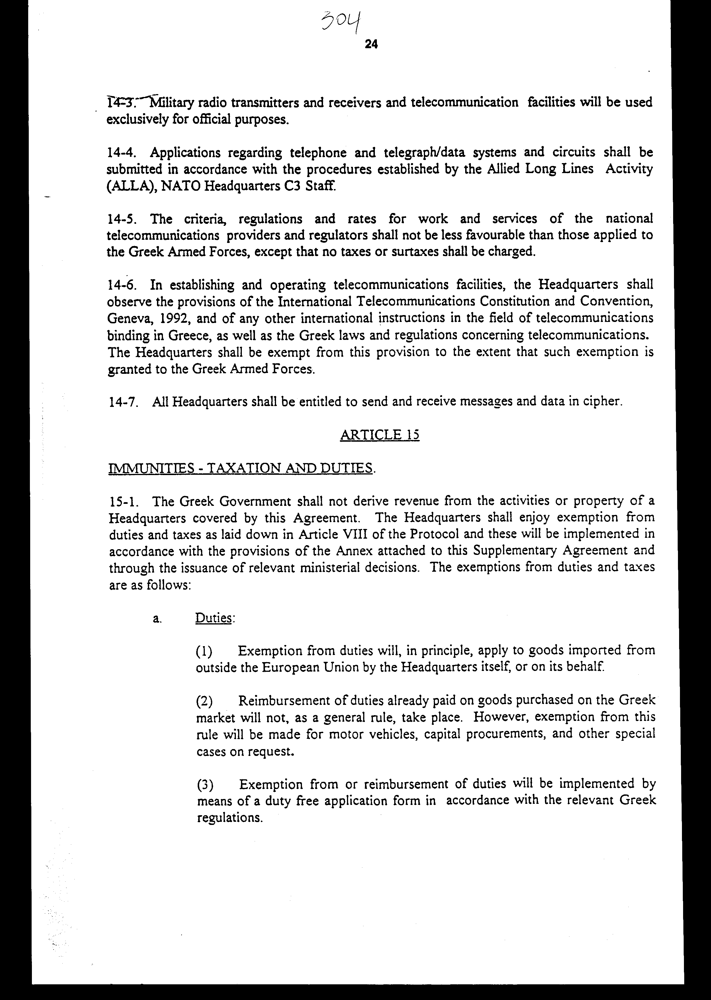 304
24
14-3. Military radio transmitters and receivers and telecommunication facilities will be used
exclusively for official purposes.
14-4. Applications regarding telephone and telegraph/data systems and circuits shall be
submitted in accordance with the procedures established by the Allied Long Lines Activity
(ALLA), NATO Headquarters C3 Staff.
14-5. The criteria, regulations and rates for work and services of the national
telecommunications providers and regulators shall not be less favourable than those applied to
the Greek Armed Forces, except that no taxes or surtaxes shall be charged.
14-6. In establishing and operating telecommunications facilities, the Headquarters shall
observe the provisions of the International Telecommunications Constitution and Convention,
Geneva, 1992, and of any other international instructions in the field of telecommunications
binding in Greece, as well as the Greek laws and regulations concerning telecommunications.
The Headquarters shall be exempt from this provision to the extent that such exemption is
granted to the Greek Armed Forces.
14-7. All Headquarters shall be entitled to send and receive messages and data in cipher.
ARTICLE 15
IMMUNITIES - TAXATION AND DUTIES.
15-1. The Greek Government shall not derive revenue from the activities or property of a
Headquarters covered by this Agreement. The Headquarters shall enjoy exemption from
duties and taxes as laid down in Article VIII of the Protocol and these will be implemented in
accordance with the provisions of the Annex attached to this Supplementary Agreement and
through the issuance of relevant ministerial decisions. The exemptions from duties and taxes
are as follows:
a. Duties:
(1) Exemption from duties will, in principle, apply to goods imported from
outside the European Union by the Headquarters itself, or on its behalf.
(2) Reimbursement of duties already paid on goods purchased on the Greek
market will not, as a general rule, take place. However, exemption from this
rule will be made for motor vehicles, capital procurements, and other special
cases on request.
(3) Exemption from or reimbursement of duties will be implemented by
means of a duty free application form in accordance with the relevant Greek
regulations.